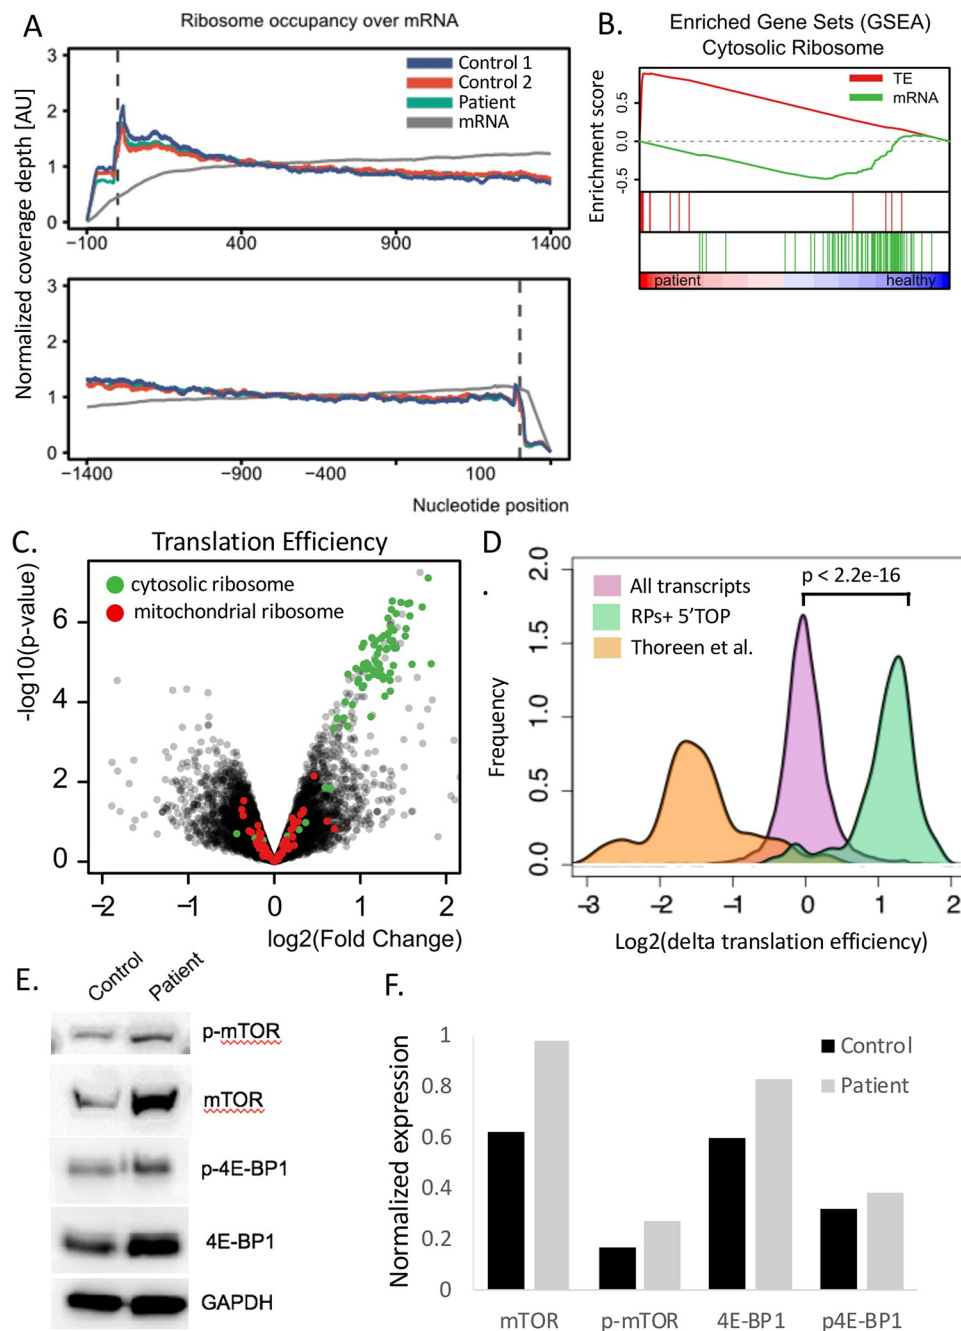 A
Ribosome occupancy over mRNA
Normalized coverage depth [AU]
3
2
1
0
Control 1
Control 2
Patient
mRNA
−100
400
900
1400
3
2
1
0
−1400
−900
−400
100
Nucleotide position
B.
Enriched Gene Sets (GSEA)
Cytosolic Ribosome
Enrichment score
0.5
0.0
-0.5
TE
mRNA
patient
healthy
C.
Translation Efficiency
-log10(p-value)
6
4
2
0
cytosolic ribosome
mitochondrial ribosome
−2
−1
0
1
2
log2(Fold Change)
D
.
Frequency
2.0
1.5
1.0
0.5
0.0
All transcripts
RPs+ 5’TOP
Thoreen et al.
p < 2.2e-16
−3
−2
−1
0
1
2
Log2(delta translation efficiency)
E.
Control
Patient
p-mTOR
mTOR
p-4E-BP1
4E-BP1
GAPDH
F.
Normalized expression
1
0.8
0.6
0.4
0.2
0
Control
Patient
mTOR
p-mTOR
4E-BP1
p4E-BP1